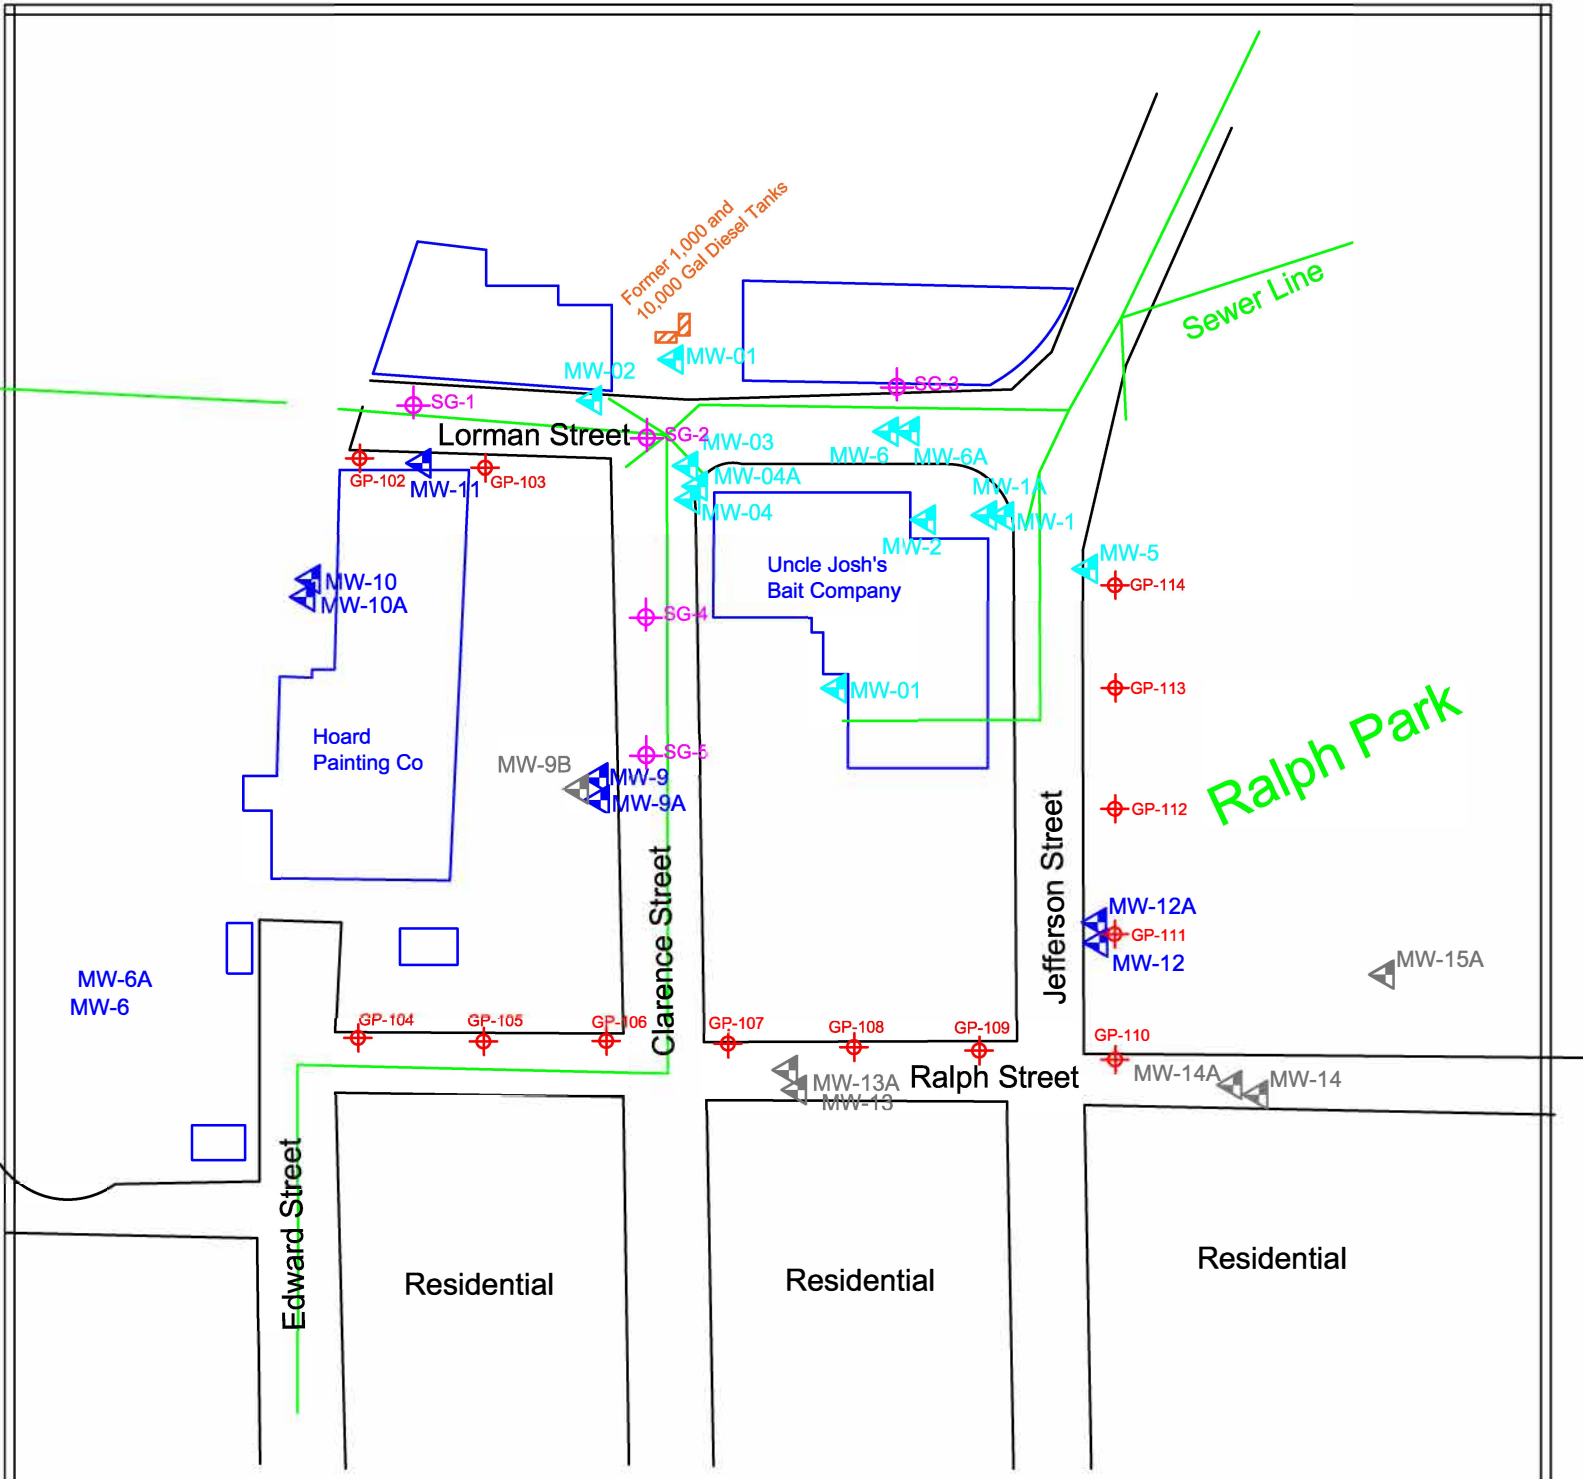 Former 1,000 and
10,000 Gal Diesel Tanks
Sewer Line
MW-01
MW-02
SG-3
SG-1
Lorman Street
SG-2
MW-03
MW-6
MW-6A
GP-102
MW-11
GP-103
MW-04A
MW-04
MW-1A
MW-1
MW-2
MW-5
GP-114
Uncle Josh's
Bait Company
MW-10
MW-10A
SG-4
GP-113
MW-01
Ralph Park
Hoard
Painting Co
MW-9B
SG-5
MW-9
MW-9A
GP-112
Clarence Street
Jefferson Street
MW-12A
GP-111
MW-12
MW-15A
MW-6A
MW-6
GP-104
GP-105
GP-106
GP-107
GP-108
GP-109
GP-110
MW-13A
MW-13
Ralph Street
MW-14A
MW-14
Edward Street
Residential
Residential
Residential